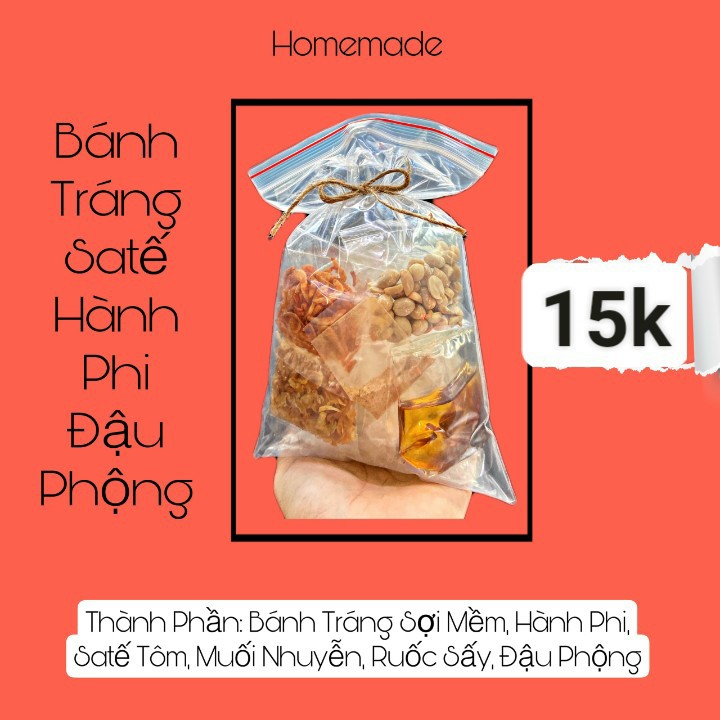 Homemade
Bánh
Tráng
Satế
Hành
Phi
Đậu
Phộng
15k
Thành Phần: Bánh Tráng Sợi Mềm, Hành Phi,
Satế Tôm, Muối Nhuyễn, Ruốc Sấy, Đậu Phộng